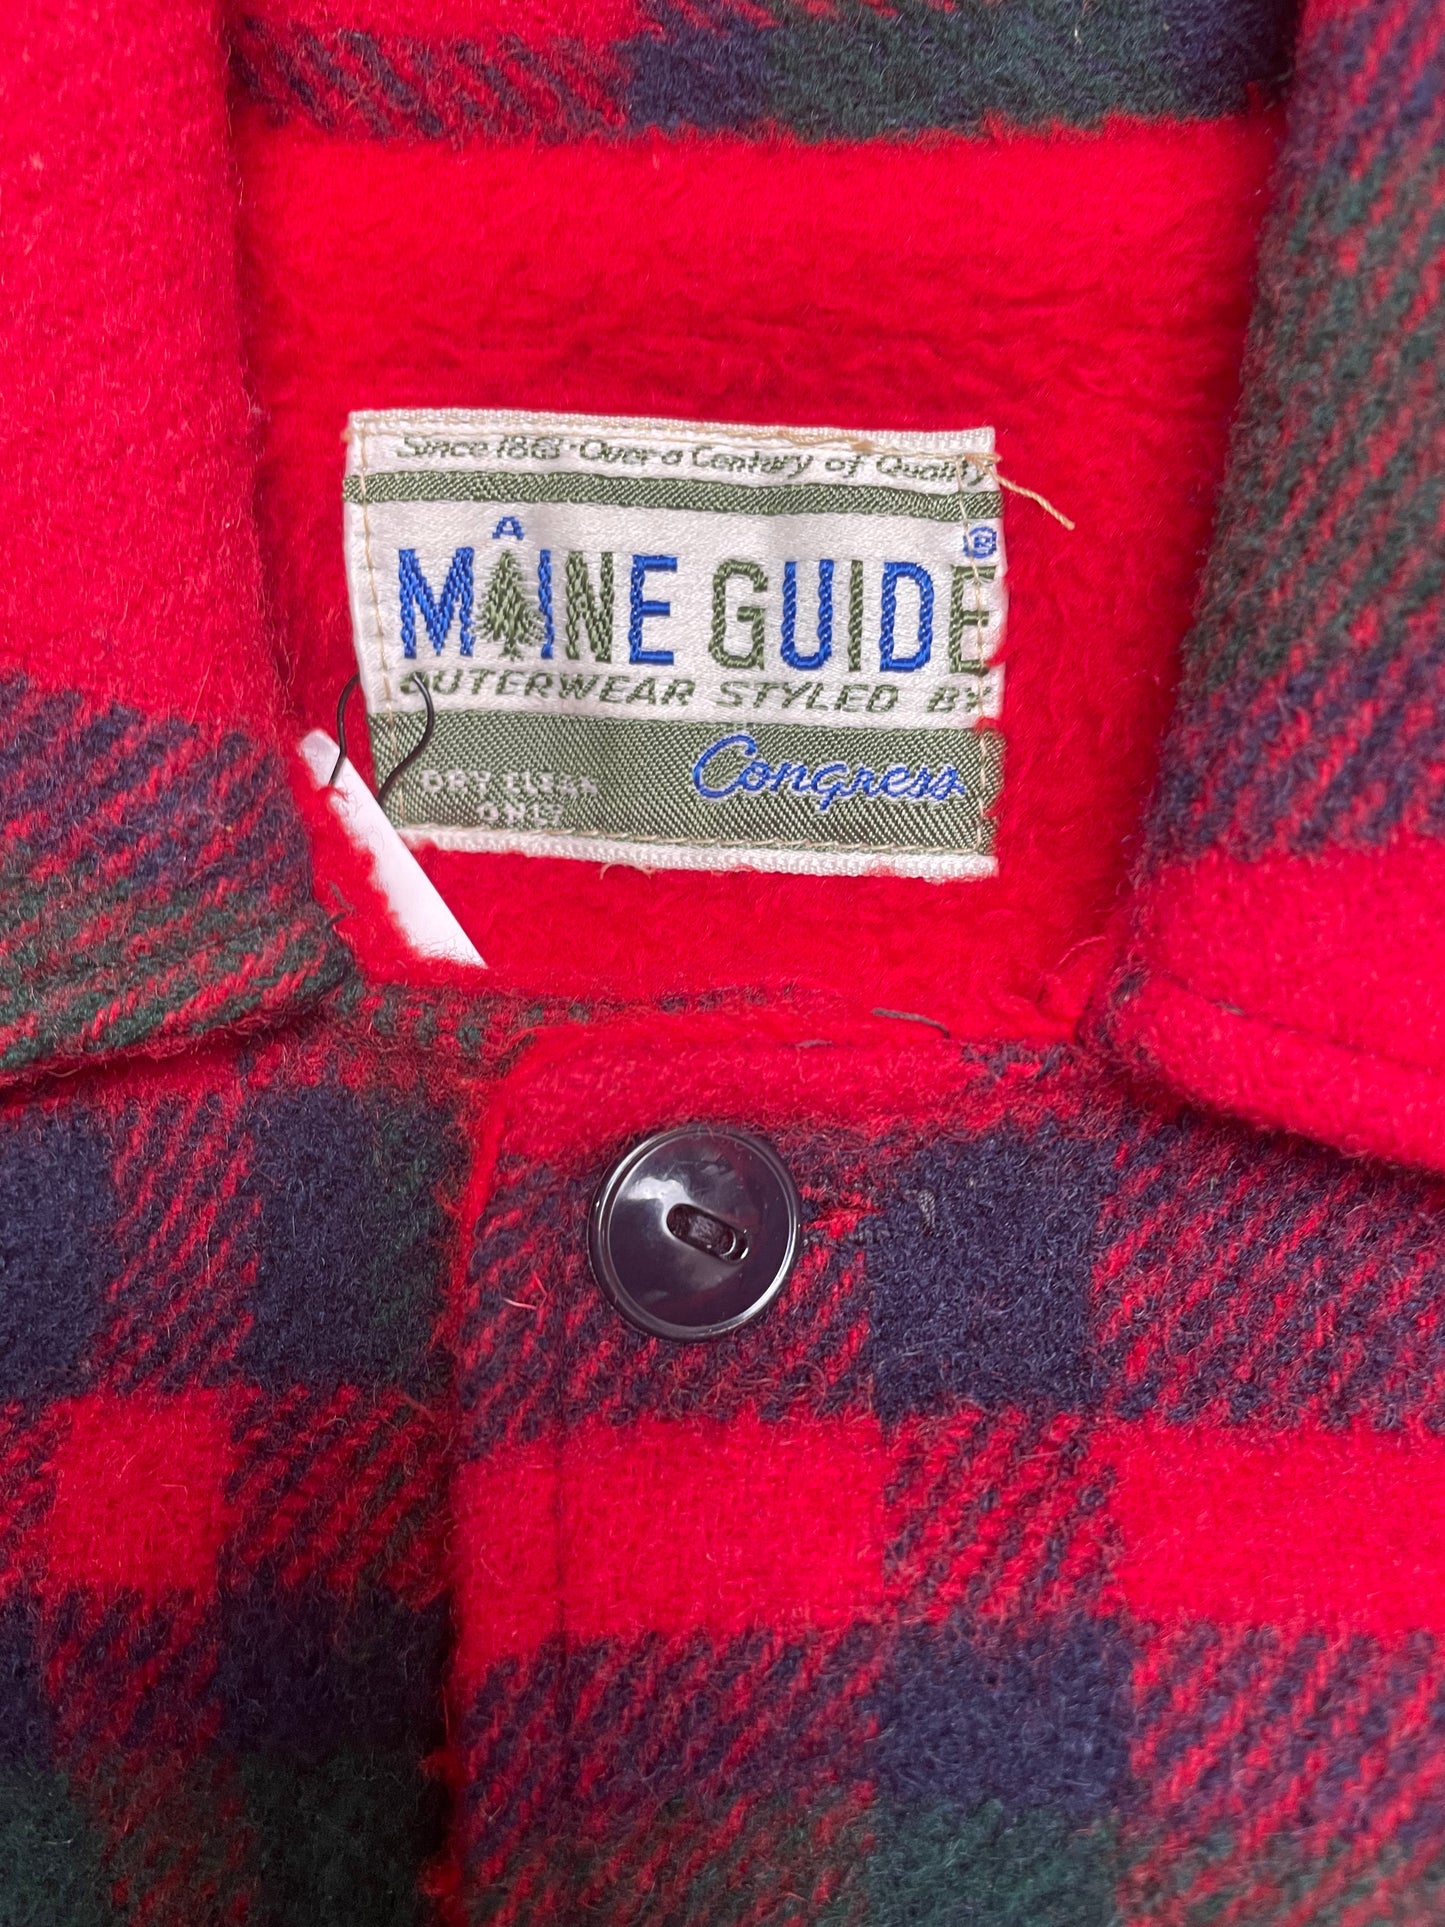 Since 1863 · Over a Century of Quality
A
MAINE GUIDE ®
OUTERWEAR STYLED BY
Congress
DRY CLEAN
ONLY